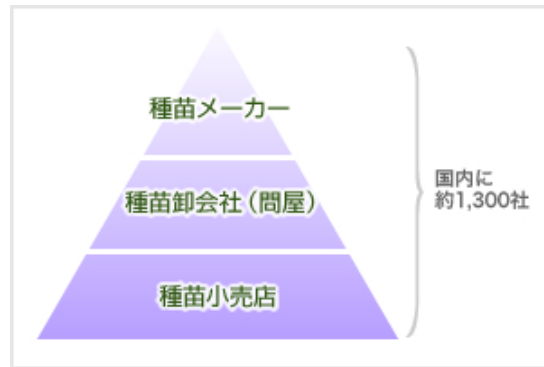 種苗メーカー
種苗卸会社(問屋)
種苗小売店
国内に
約1,300社